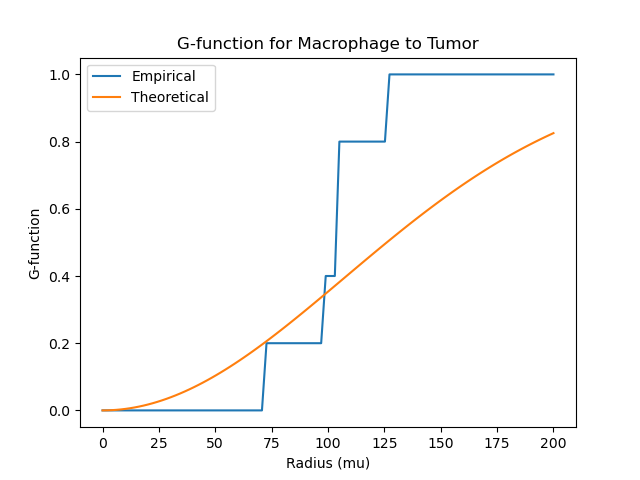 G-function for Macrophage to Tumor
Empirical
Theoretical
1.0
0.8
0.6
0.4
0.2
0.0
G-function
0 25 50 75 100 125 150 175 200
Radius (mu)